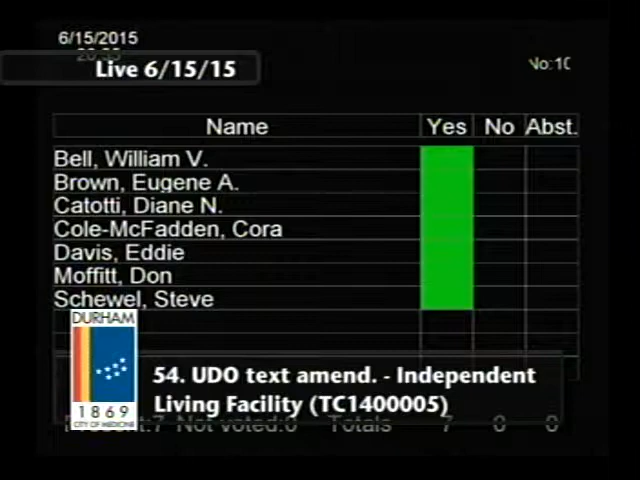 6/15/2015
Live 6/15/15
No:10
Name Yes No Abst.
Bell, William V.
Brown, Eugene A.
Catotti, Diane N.
Cole-McFadden, Cora
Davis, Eddie
Moffitt, Don
Schewel, Steve
DURHAM
1869
CITY OF MEDICINE
54. UDO text amend. - Independent
Living Facility (TC1400005)
Not voted:0 Totals 7 0 0